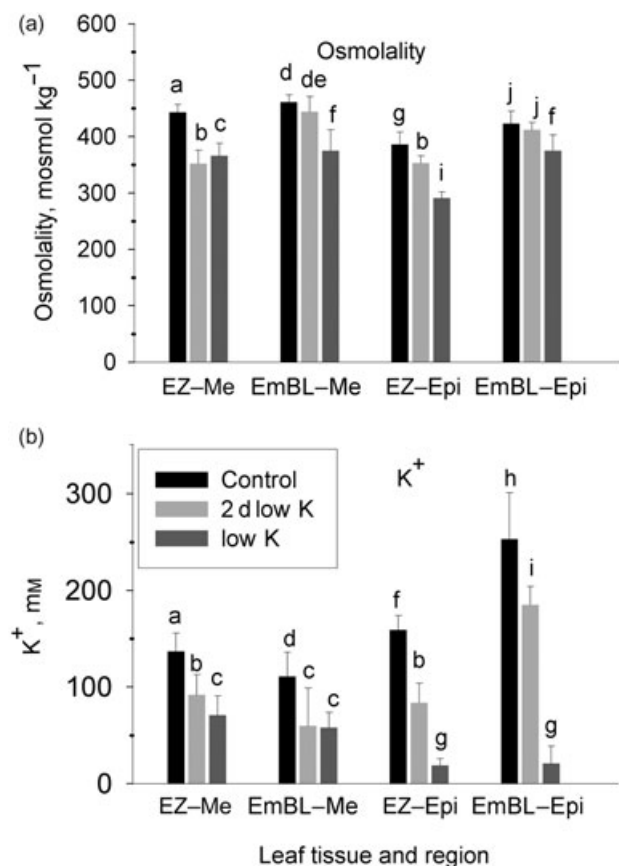 (a)
600
500
400
300
200
100
0
Osmolality, mosmol kg⁻¹
Osmolality
a b c d de f g b i j j f
EZ–Me EmBL–Me EZ–Epi EmBL–Epi
(b)
300
200
100
0
K⁺, mM
Control
2 d low K
low K
K⁺
a b c d c c f b g h i g
EZ–Me EmBL–Me EZ–Epi EmBL–Epi
Leaf tissue and region